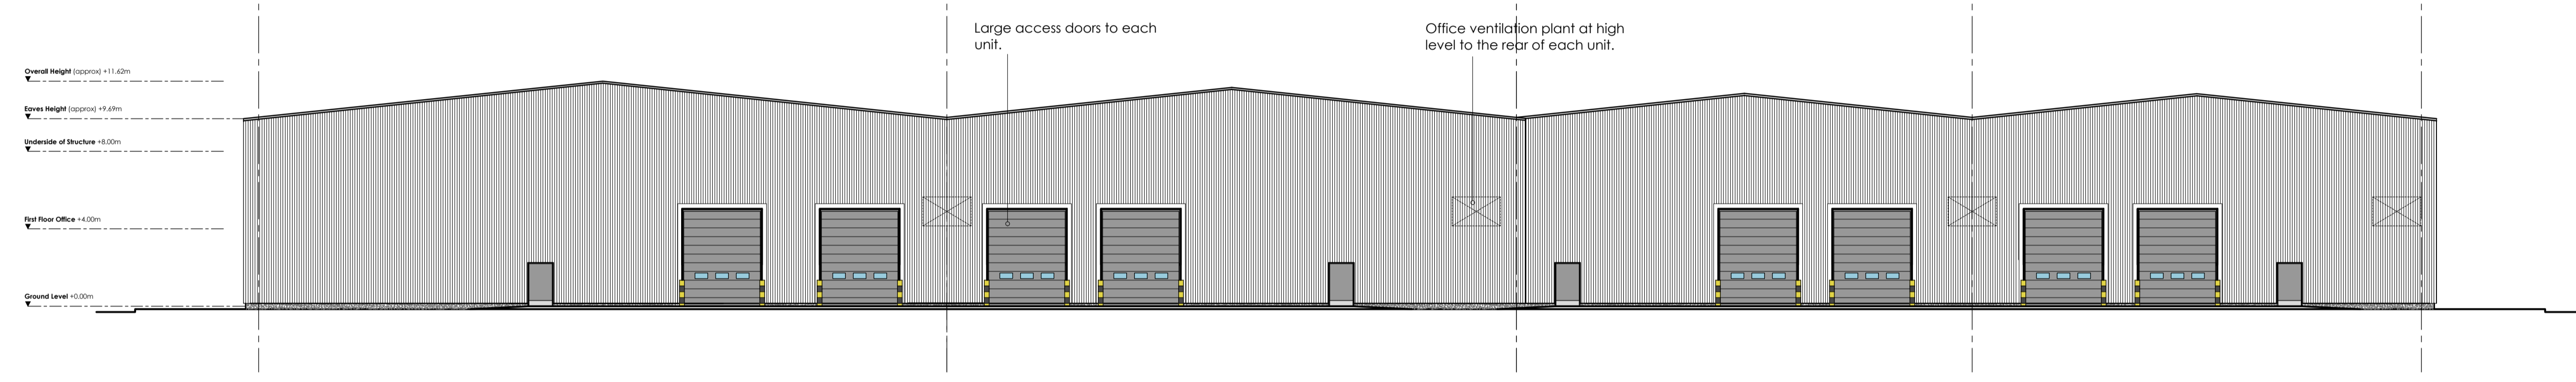 Large access doors to each
unit.
Office ventilation plant at high
level to the rear of each unit.
Overall Height (approx) +11.62m
Eaves Height (approx) +9.69m
Underside of Structure +8.00m
First Floor Office +4.00m
Ground Level +0.00m